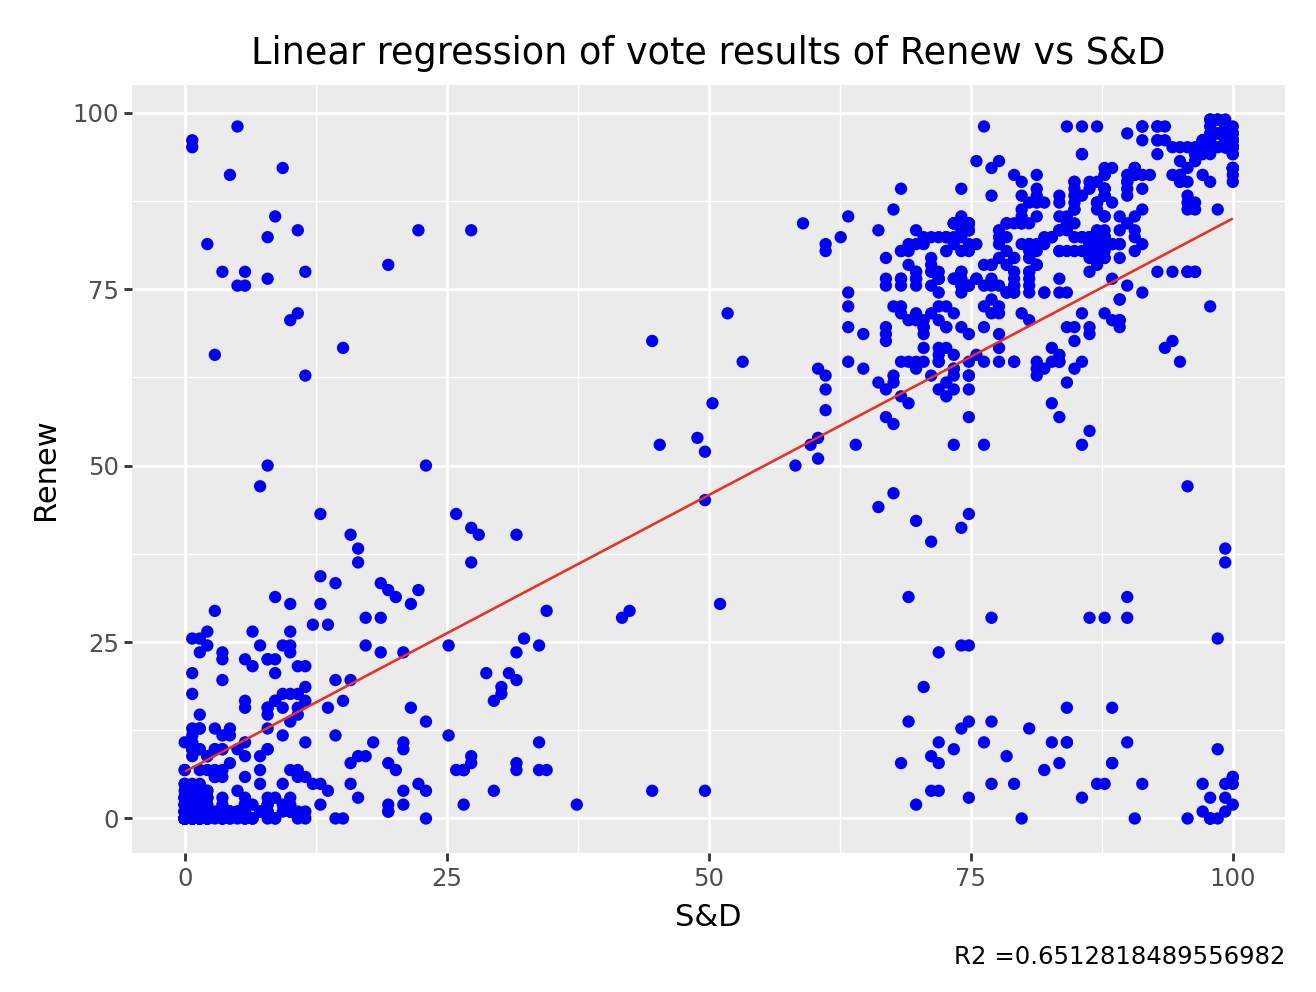 Linear regression of vote results of Renew vs S&D
100
75
50
25
0
Renew
0 25 50 75 100
S&D
R2 =0.6512818489556982